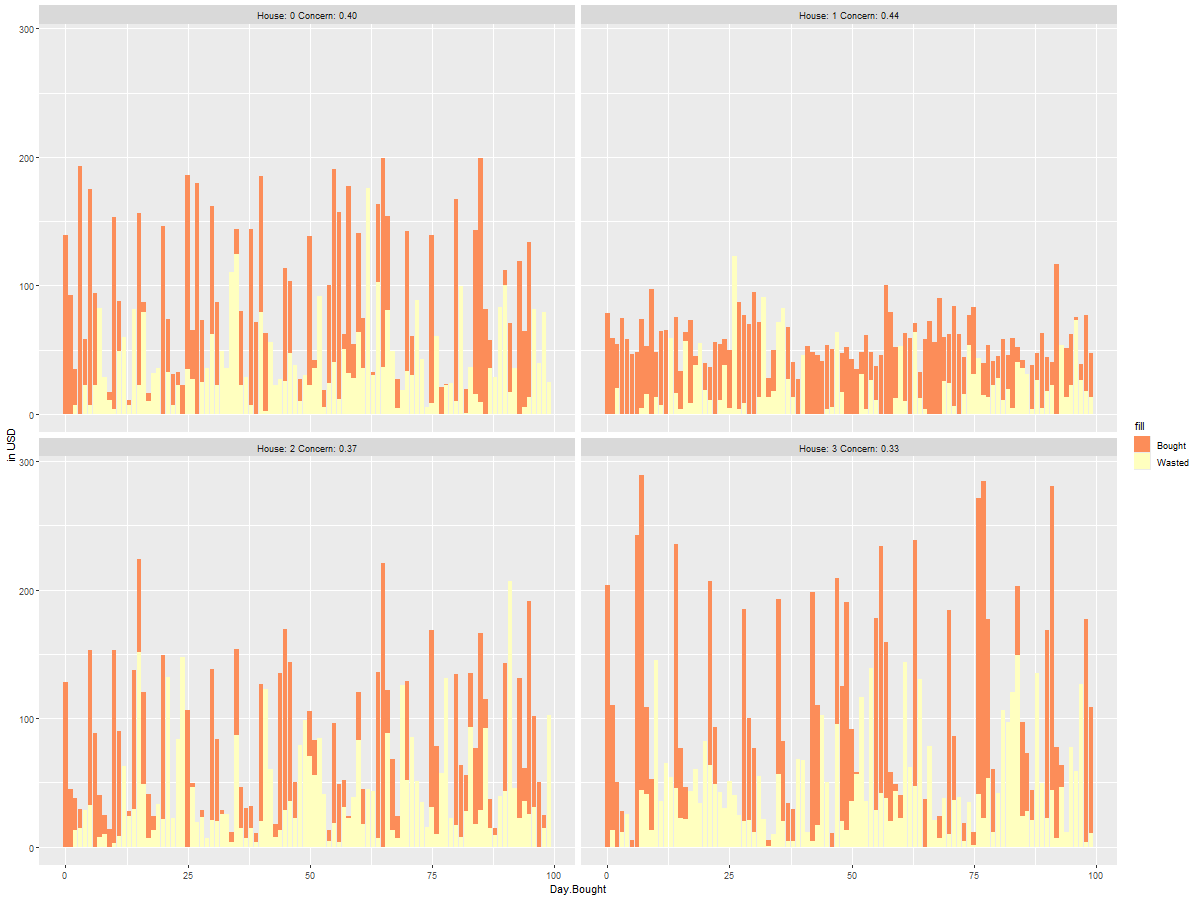 House: 0 Concern: 0.40
House: 1 Concern: 0.44
300
200
100
0
House: 2 Concern: 0.37
House: 3 Concern: 0.33
300
200
100
0
0 25 50 75 100
0 25 50 75 100
Day.Bought
in USD
fill
Bought
Wasted